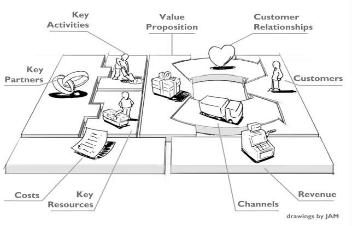 Key
Activities
Value
Proposition
Customer
Relationships
Key
Partners
Customers
Costs
Key
Resources
Channels
Revenue
drawings by JAM